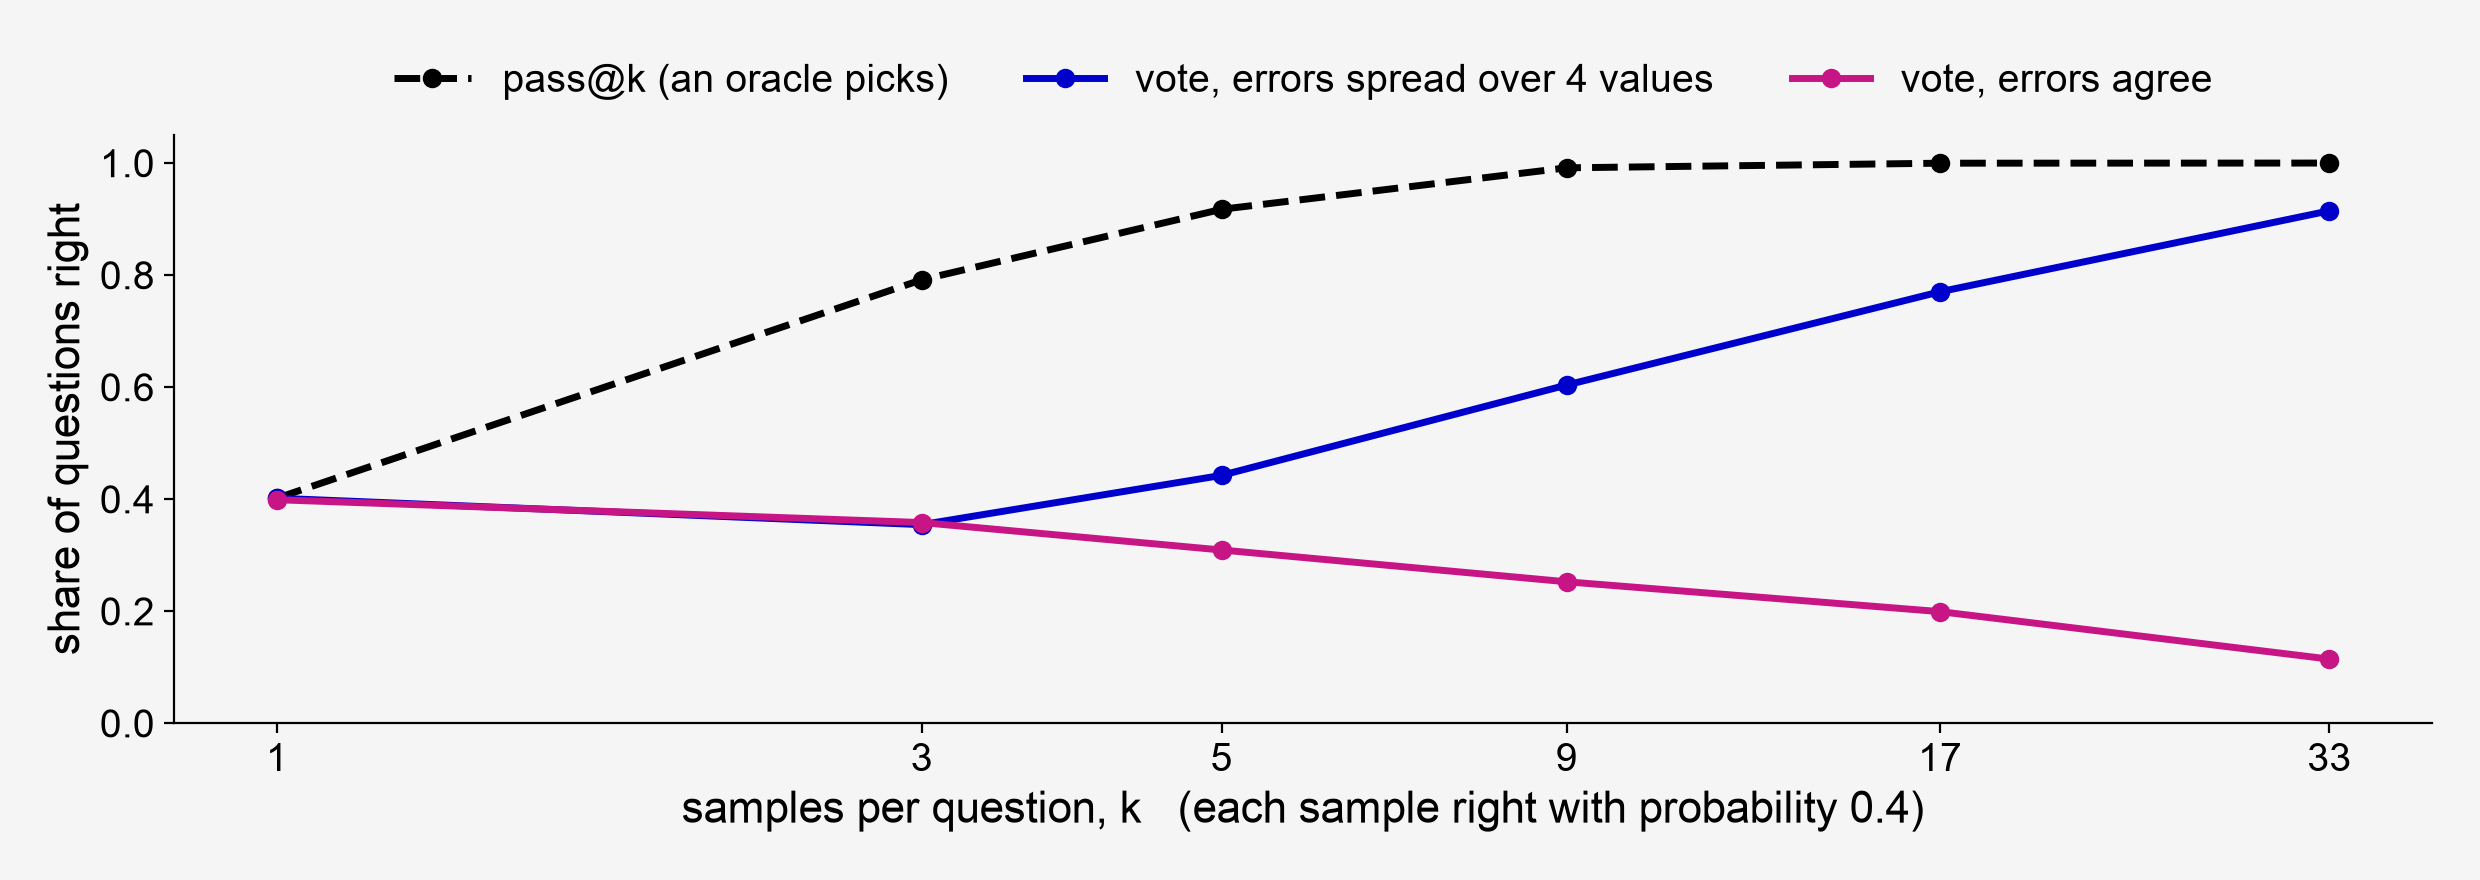 pass@k (an oracle picks) vote, errors spread over 4 values vote, errors agree
share of questions right
1.0
0.8
0.6
0.4
0.2
0.0
1 3 5 9 17 33
samples per question, k (each sample right with probability 0.4)